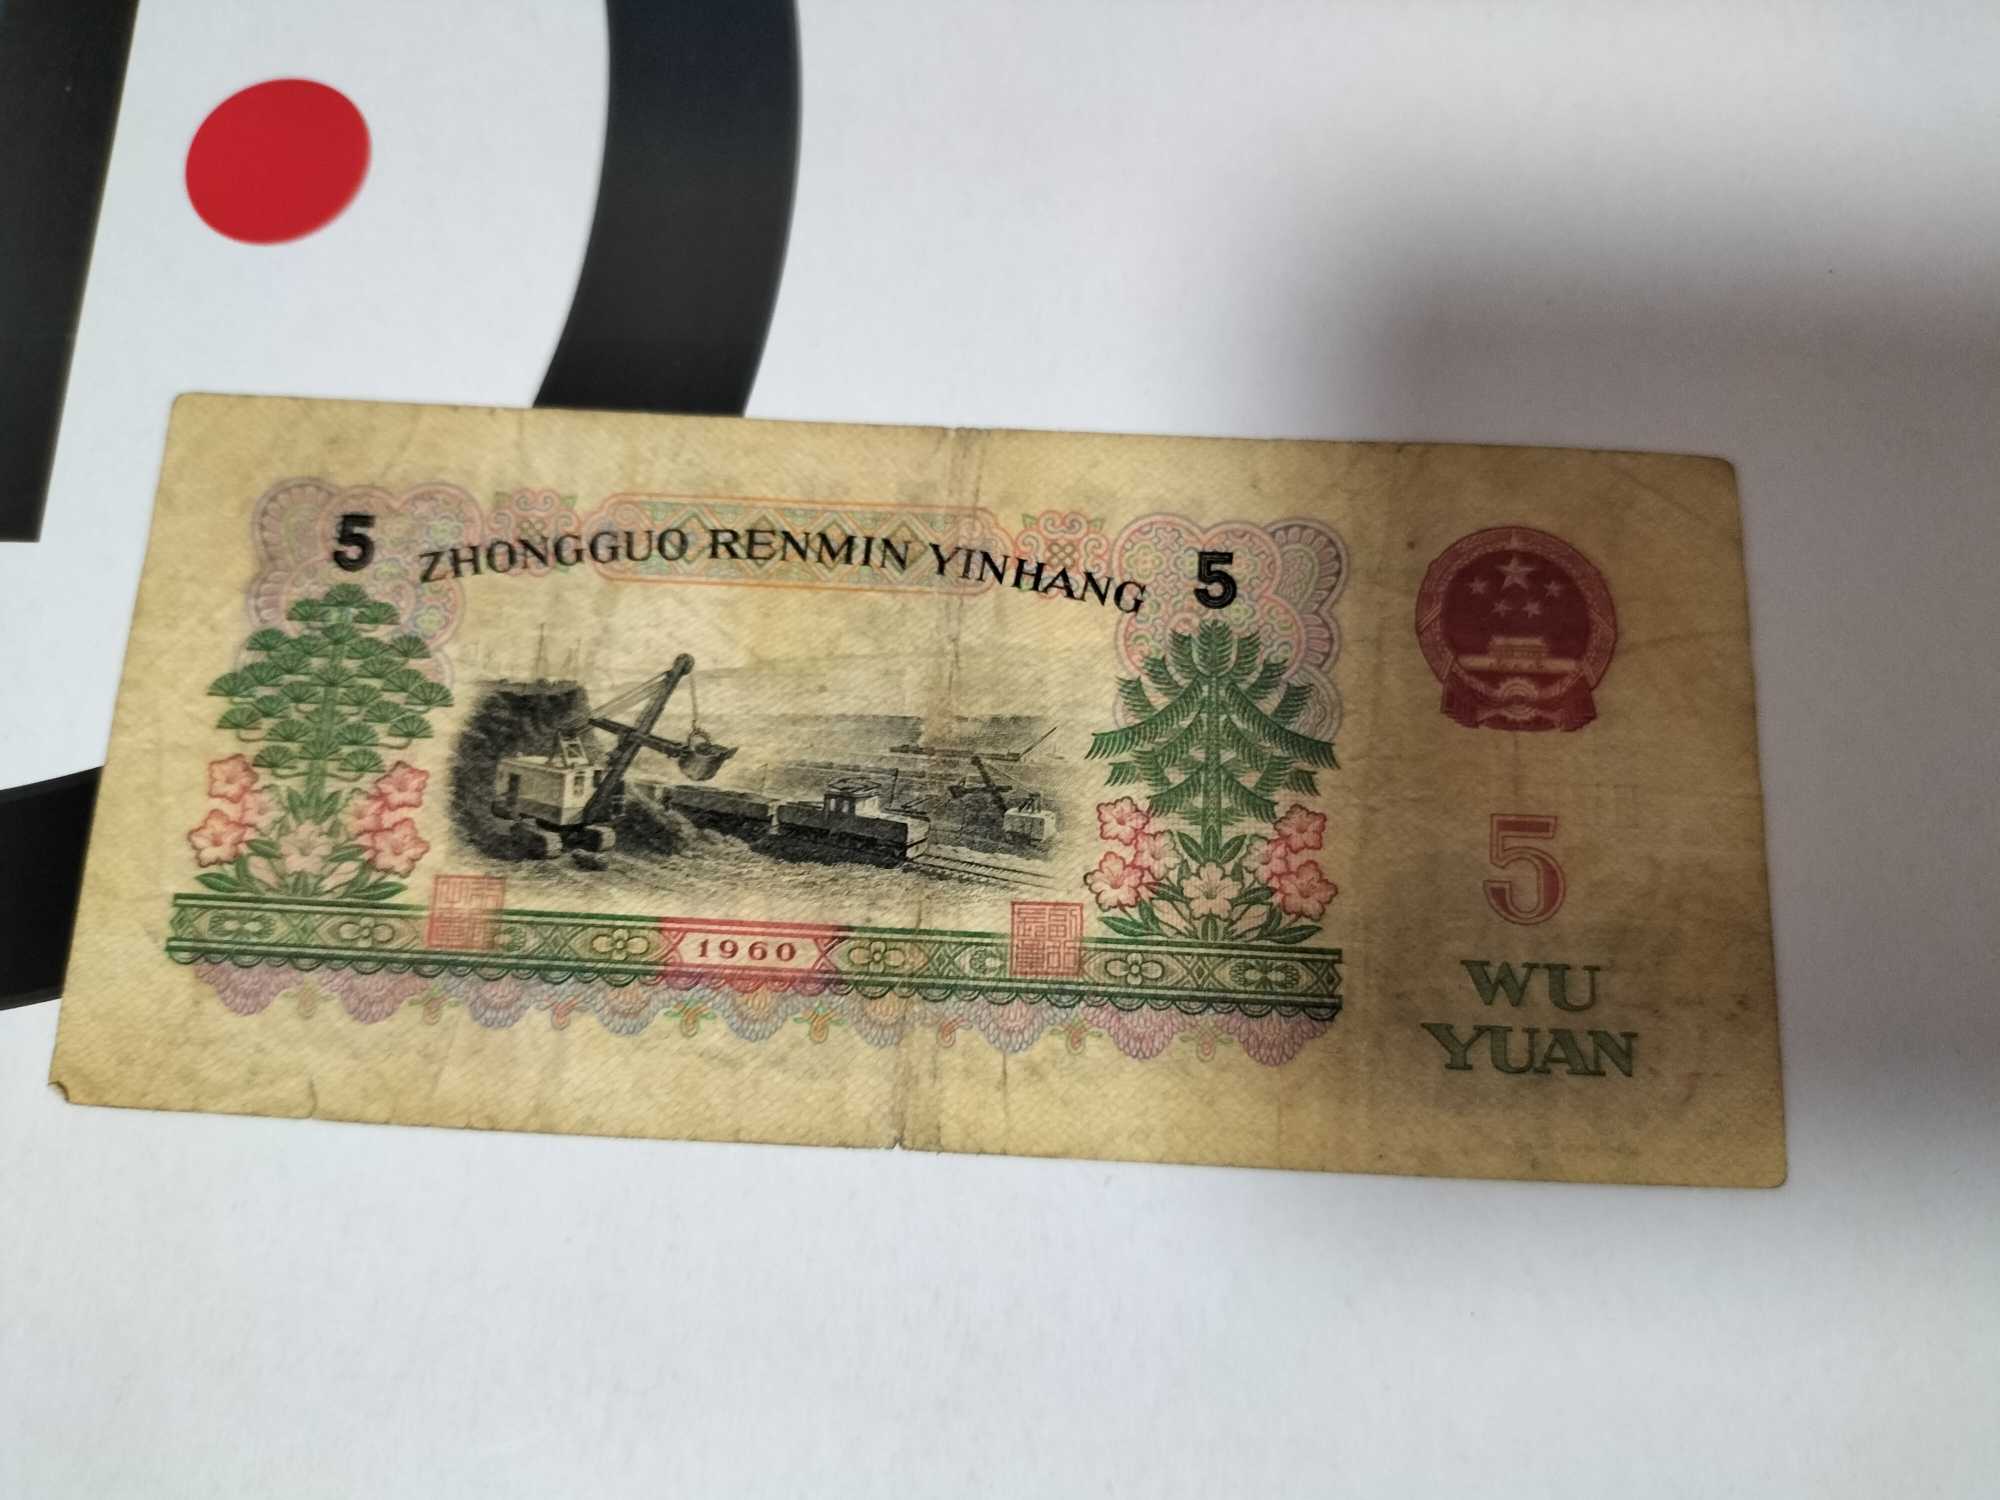 5 ZHONGGUO RENMIN YINHANG 5
1960
5
WU
YUAN